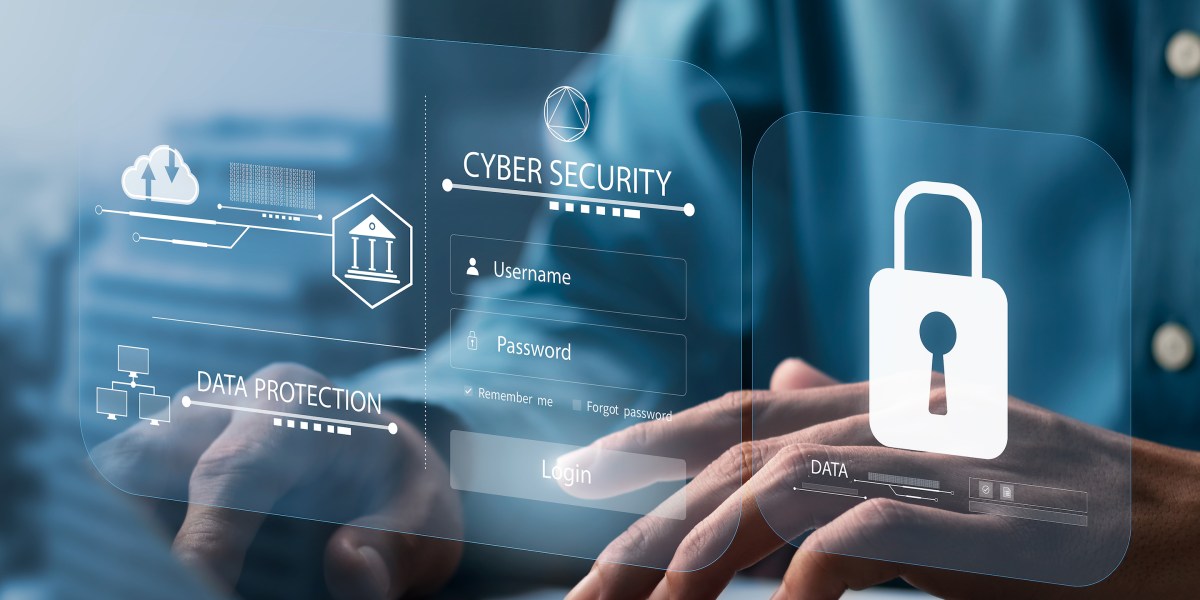 CYBER SECURITY
Username
Password
Remember me
Forgot password
Login
DATA PROTECTION
DATA